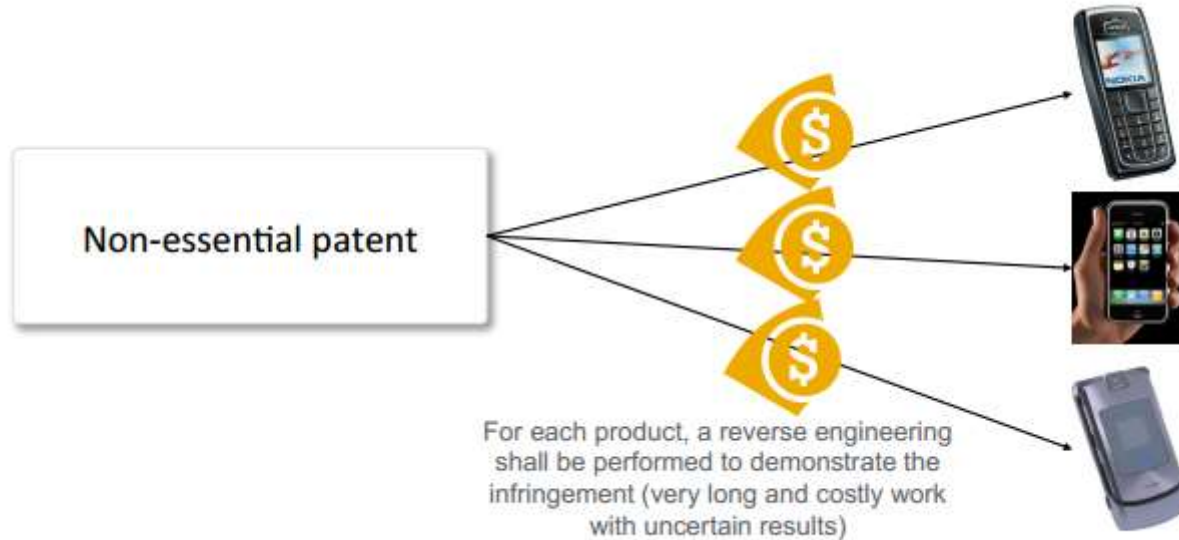 NOKIA
Non-essential patent
$
$
$
For each product, a reverse engineering
shall be performed to demonstrate the
infringement (very long and costly work
with uncertain results)